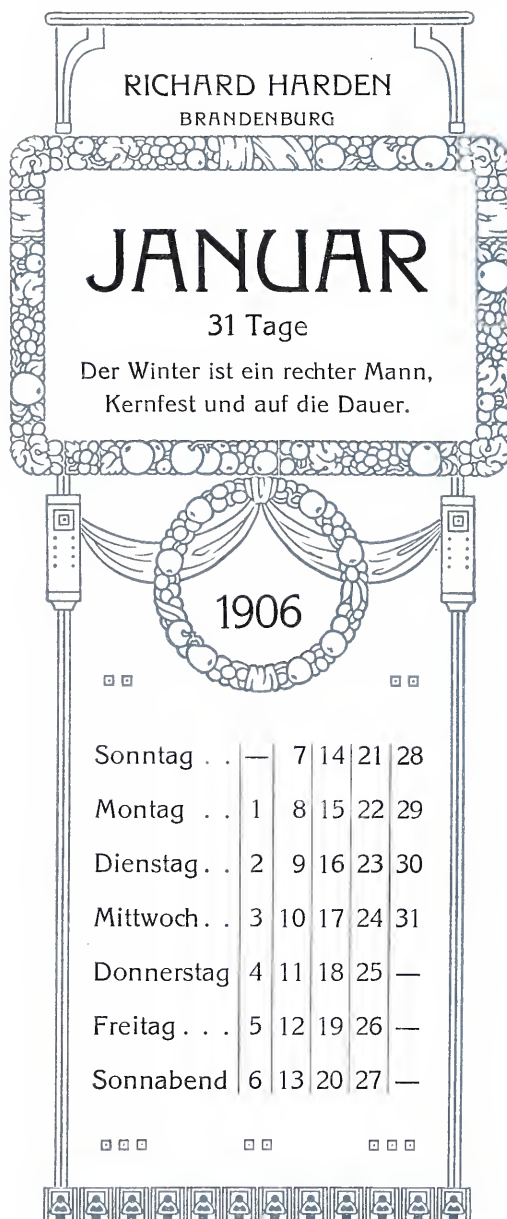 RICHARD HARDEN
BRANDENBURG
JANUAR
31 Tage
Der Winter ist ein rechter Mann,
Kernfest und auf die Dauer.
1906
Sonntag . . — 7 14 21 28
Montag . . 1 8 15 22 29
Dienstag . . 2 9 16 23 30
Mittwoch . . 3 10 17 24 31
Donnerstag 4 11 18 25 —
Freitag . . . 5 12 19 26 —
Sonnabend 6 13 20 27 —